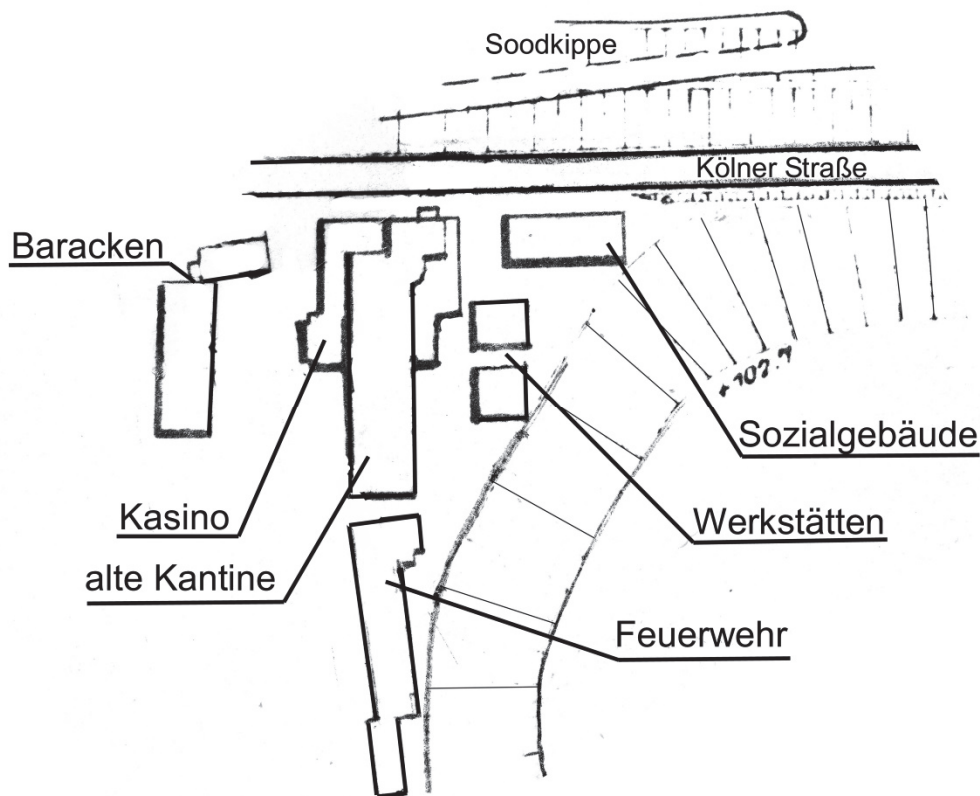 Soodkippe
Kölner Straße
Baracken
Sozialgebäude
Kasino
Werkstätten
alte Kantine
Feuerwehr